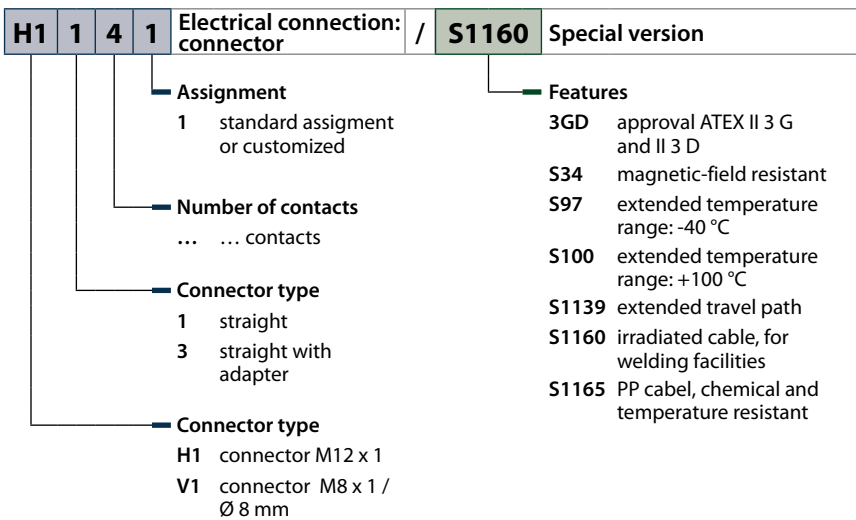 H1 1 4 1 Electrical connection: connector / S1160 Special version
Assignment
1 standard assigment
or customized
Number of contacts
… … contacts
Connector type
1 straight
3 straight with
adapter
Connector type
H1 connector M12 x 1
V1 connector M8 x 1 /
Ø 8 mm
Features
3GD approval ATEX II 3 G
and II 3 D
S34 magnetic-field resistant
S97 extended temperature
range: -40 °C
S100 extended temperature
range: +100 °C
S1139 extended travel path
S1160 irradiated cable, for
welding facilities
S1165 PP cabel, chemical and
temperature resistant